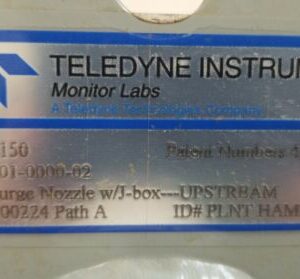 TELEDYNE INSTRUM
Monitor Labs
A Teledyne Technologies Company
150 Patent Numbers 4
01-0000-02
urge Nozzle w/J-box---UPSTREAM
00224 Path A ID# PLNT HAM